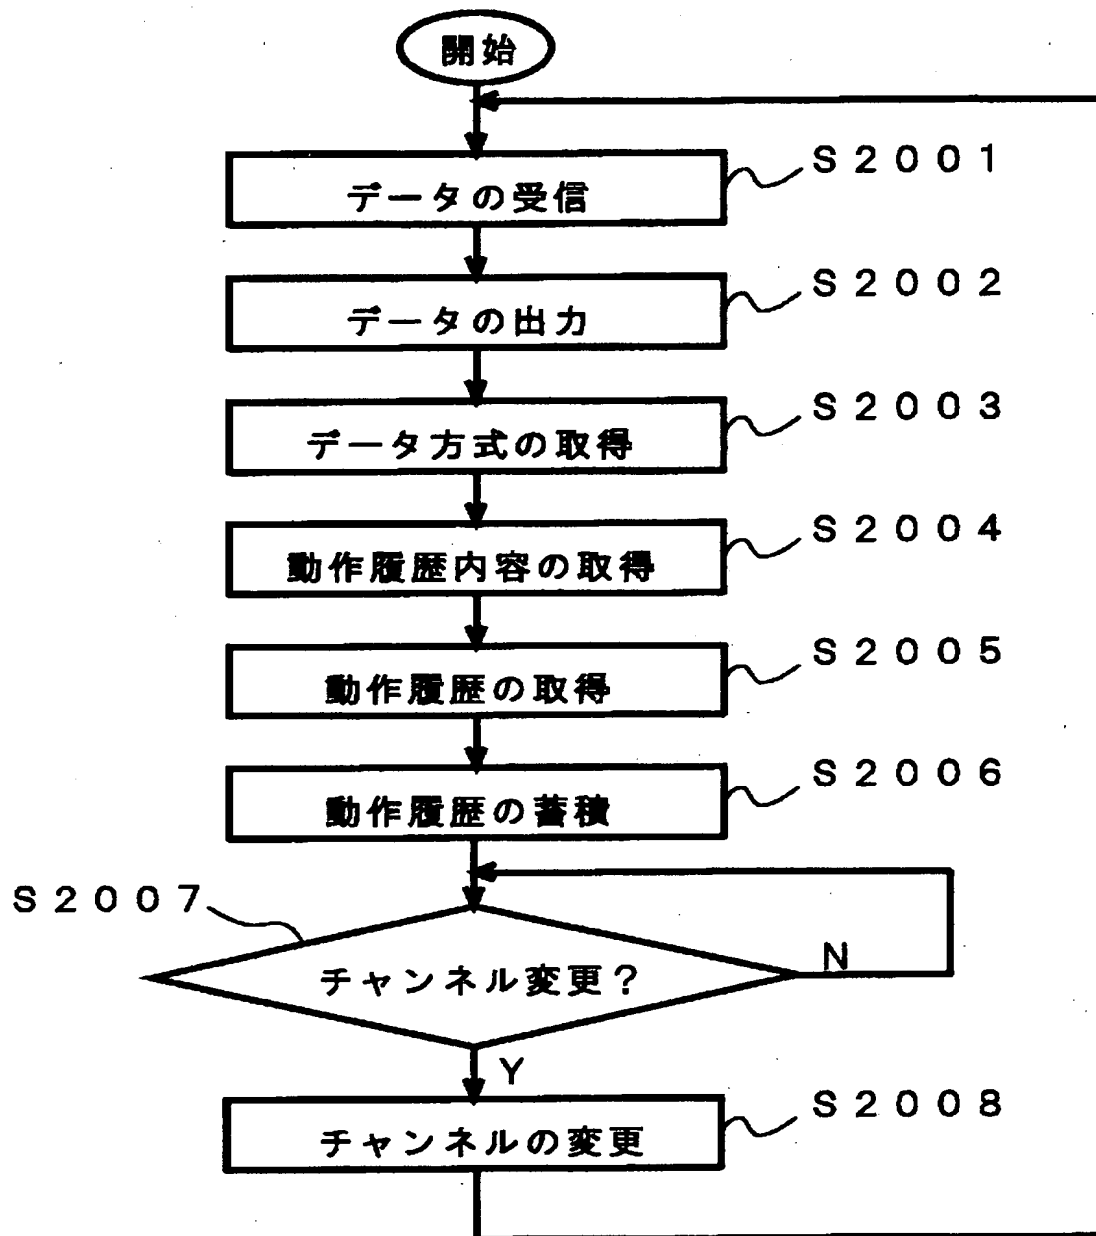 開始
S2001
データの受信
S2002
データの出力
S2003
データ方式の取得
S2004
動作履歴内容の取得
S2005
動作履歴の取得
S2006
動作履歴の蓄積
S2007
チャンネル変更?
N
Y
S2008
チャンネルの変更